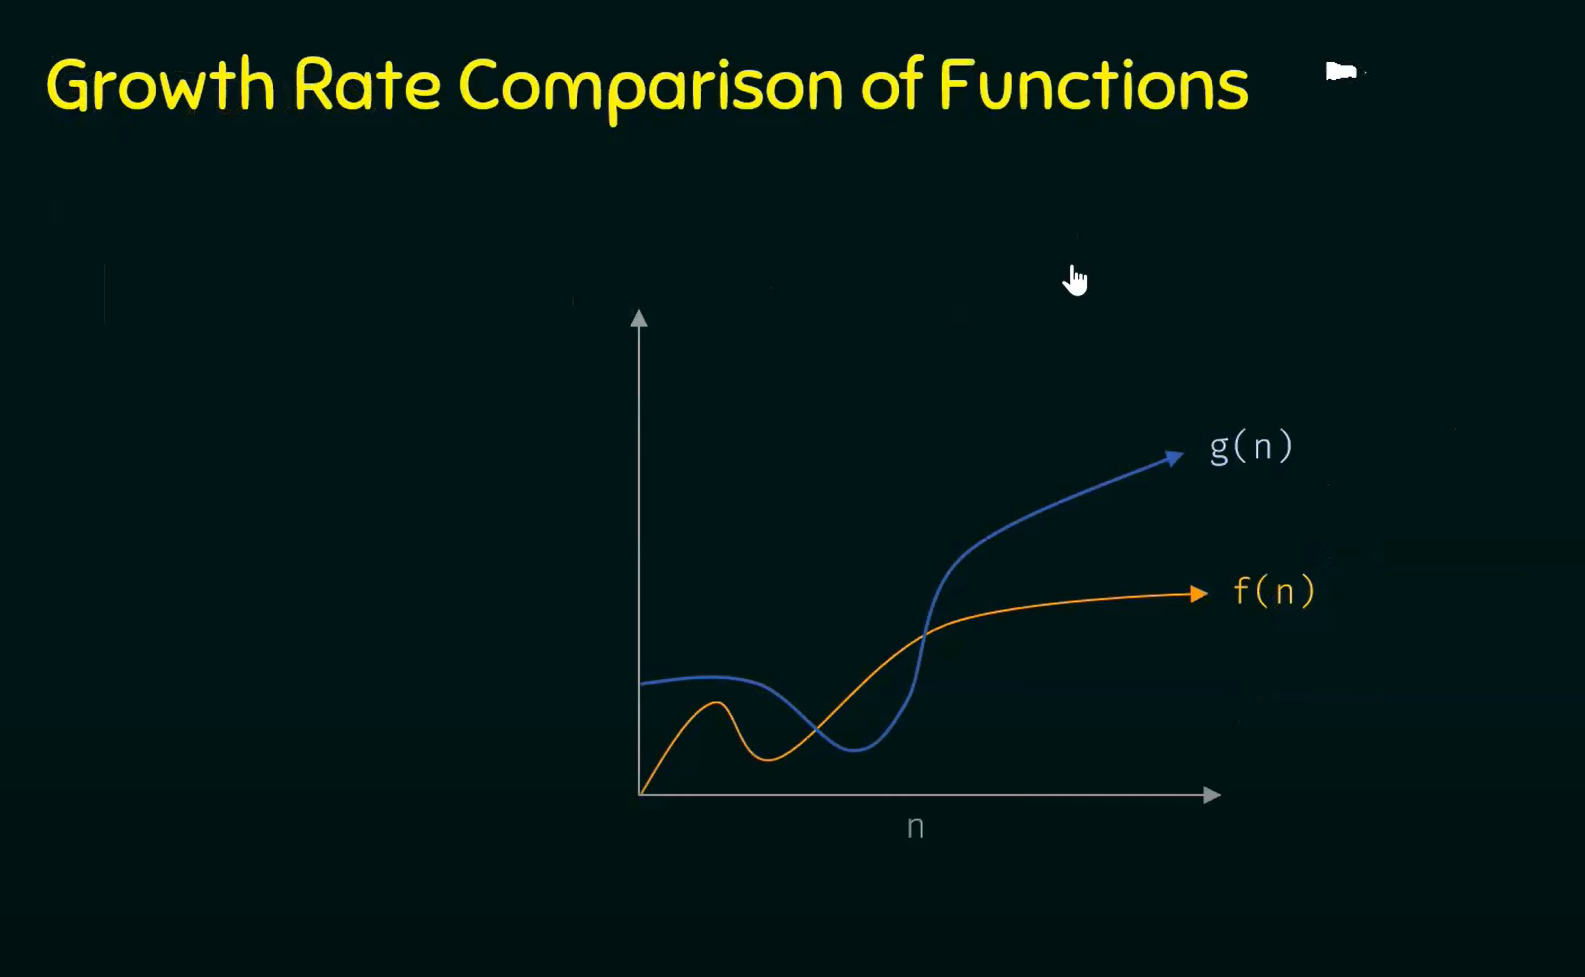 Growth Rate Comparison of Functions
g(n)
f(n)
n